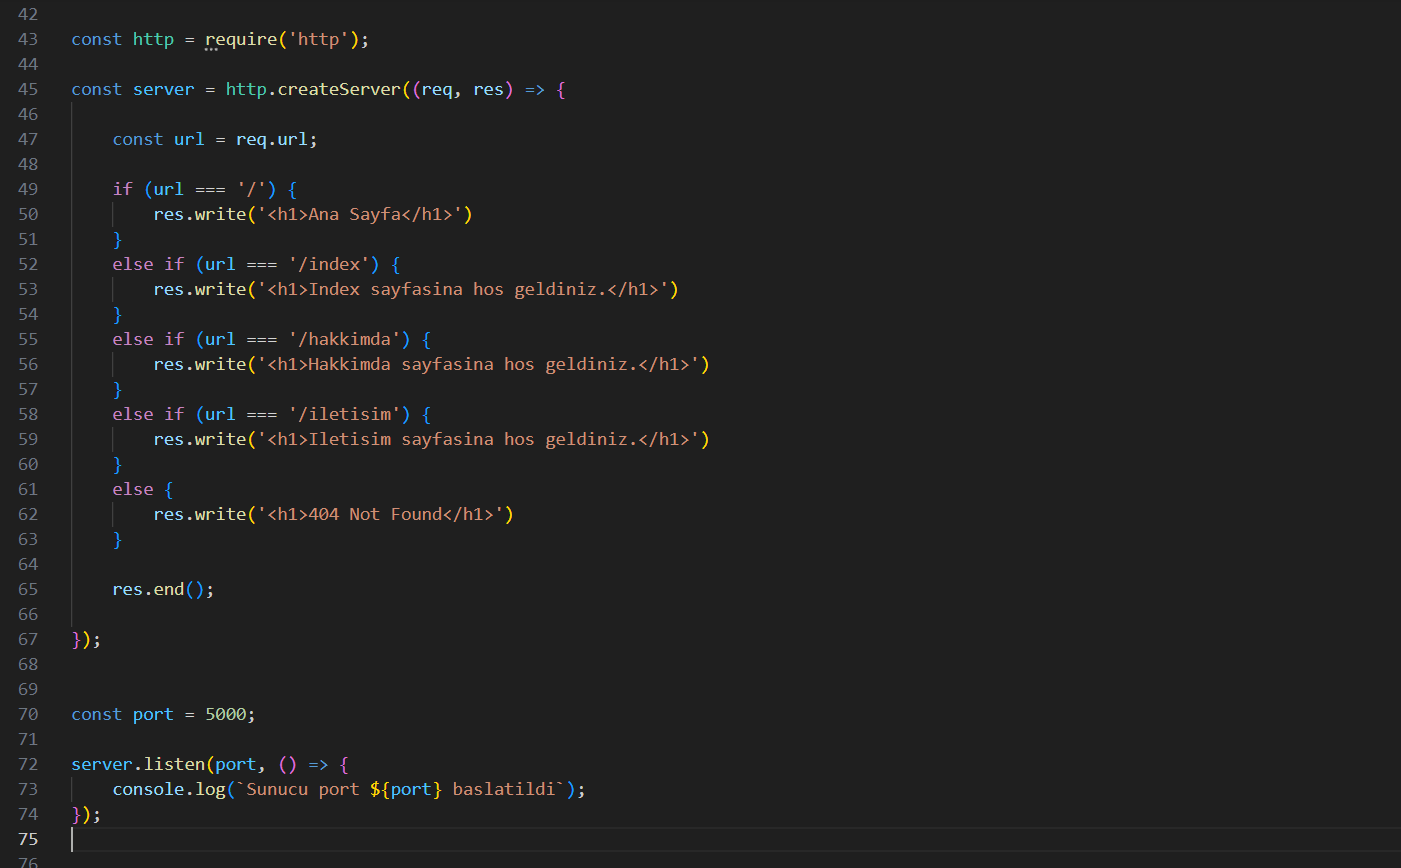 42
43 const http = require('http');
44
45 const server = http.createServer((req, res) => {
46
47     const url = req.url;
48
49     if (url === '/') {
50         res.write('<h1>Ana Sayfa</h1>')
51     }
52     else if (url === '/index') {
53         res.write('<h1>Index sayfasina hos geldiniz.</h1>')
54     }
55     else if (url === '/hakkimda') {
56         res.write('<h1>Hakkimda sayfasina hos geldiniz.</h1>')
57     }
58     else if (url === '/iletisim') {
59         res.write('<h1>Iletisim sayfasina hos geldiniz.</h1>')
60     }
61     else {
62         res.write('<h1>404 Not Found</h1>')
63     }
64
65     res.end();
66
67 });
68
69
70 const port = 5000;
71
72 server.listen(port, () => {
73     console.log(`Sunucu port ${port} baslatildi`);
74 });
75
76